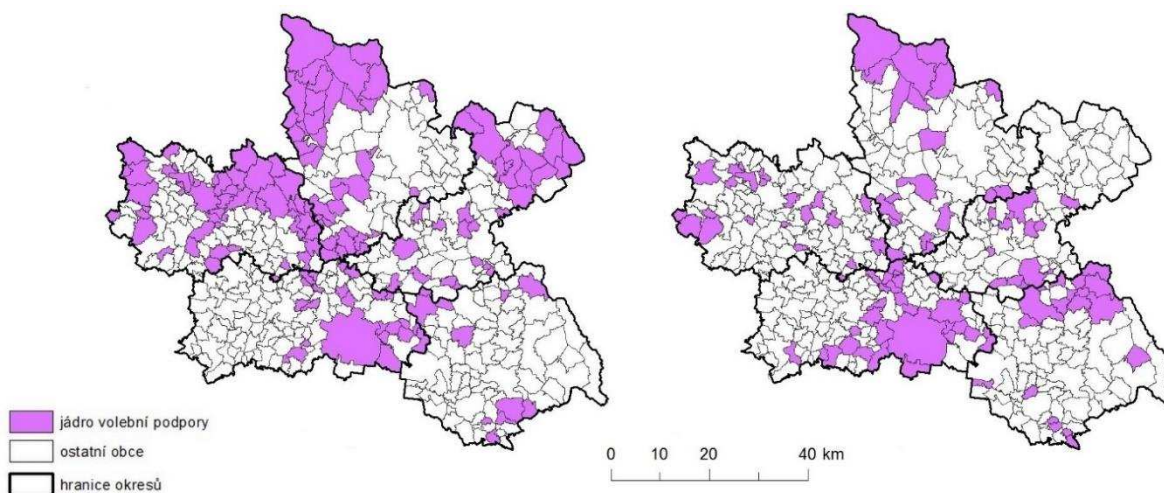 jádro volební podpory
ostatní obce
hranice okresů
0 10 20 40 km